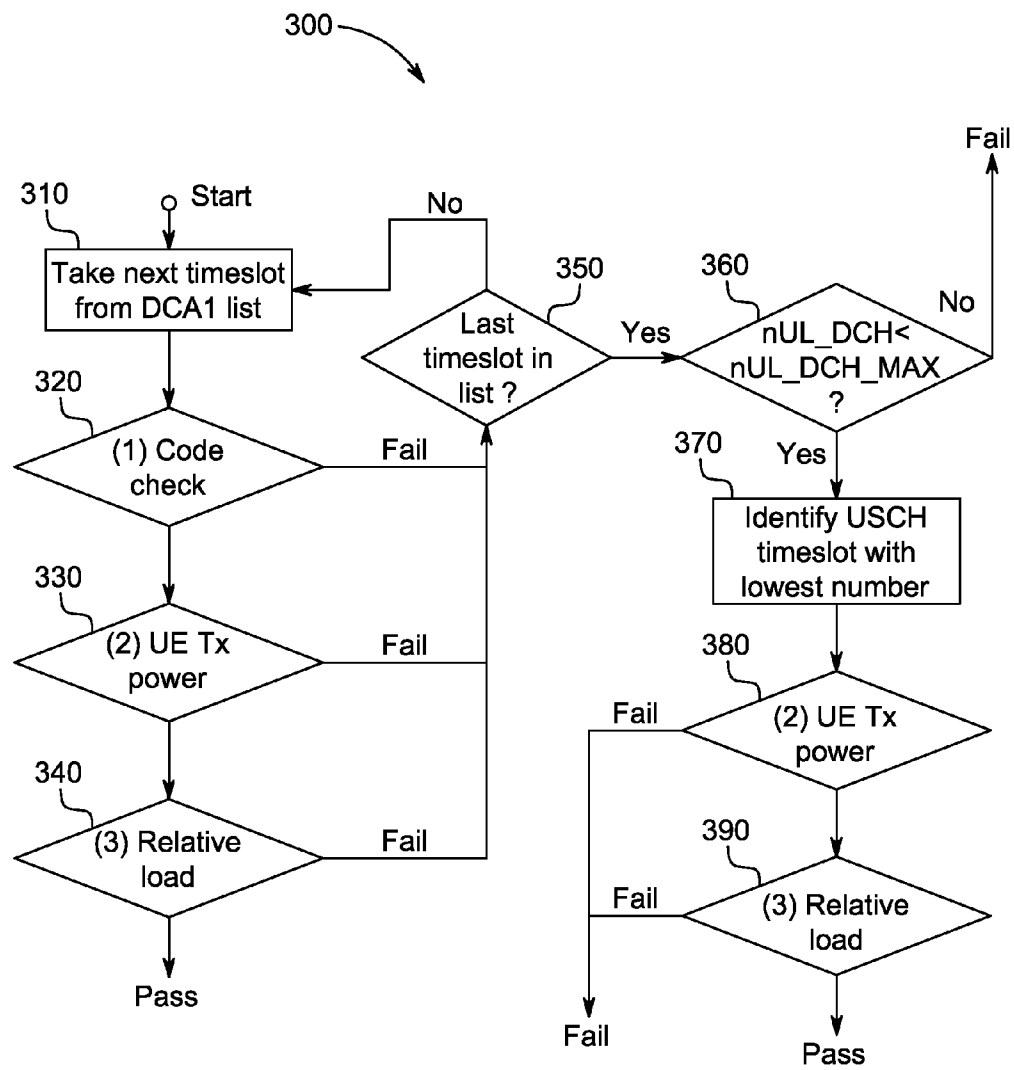 300
310
Start
Take next timeslot
from DCA1 list
320
(1) Code
check
Fail
330
(2) UE Tx
power
Fail
340
(3) Relative
load
Fail
Pass
No
350
Last
timeslot in
list ?
Yes
360
nUL_DCH<
nUL_DCH_MAX
?
No
Fail
Yes
370
Identify USCH
timeslot with
lowest number
380
(2) UE Tx
power
Fail
390
(3) Relative
load
Fail
Fail
Pass